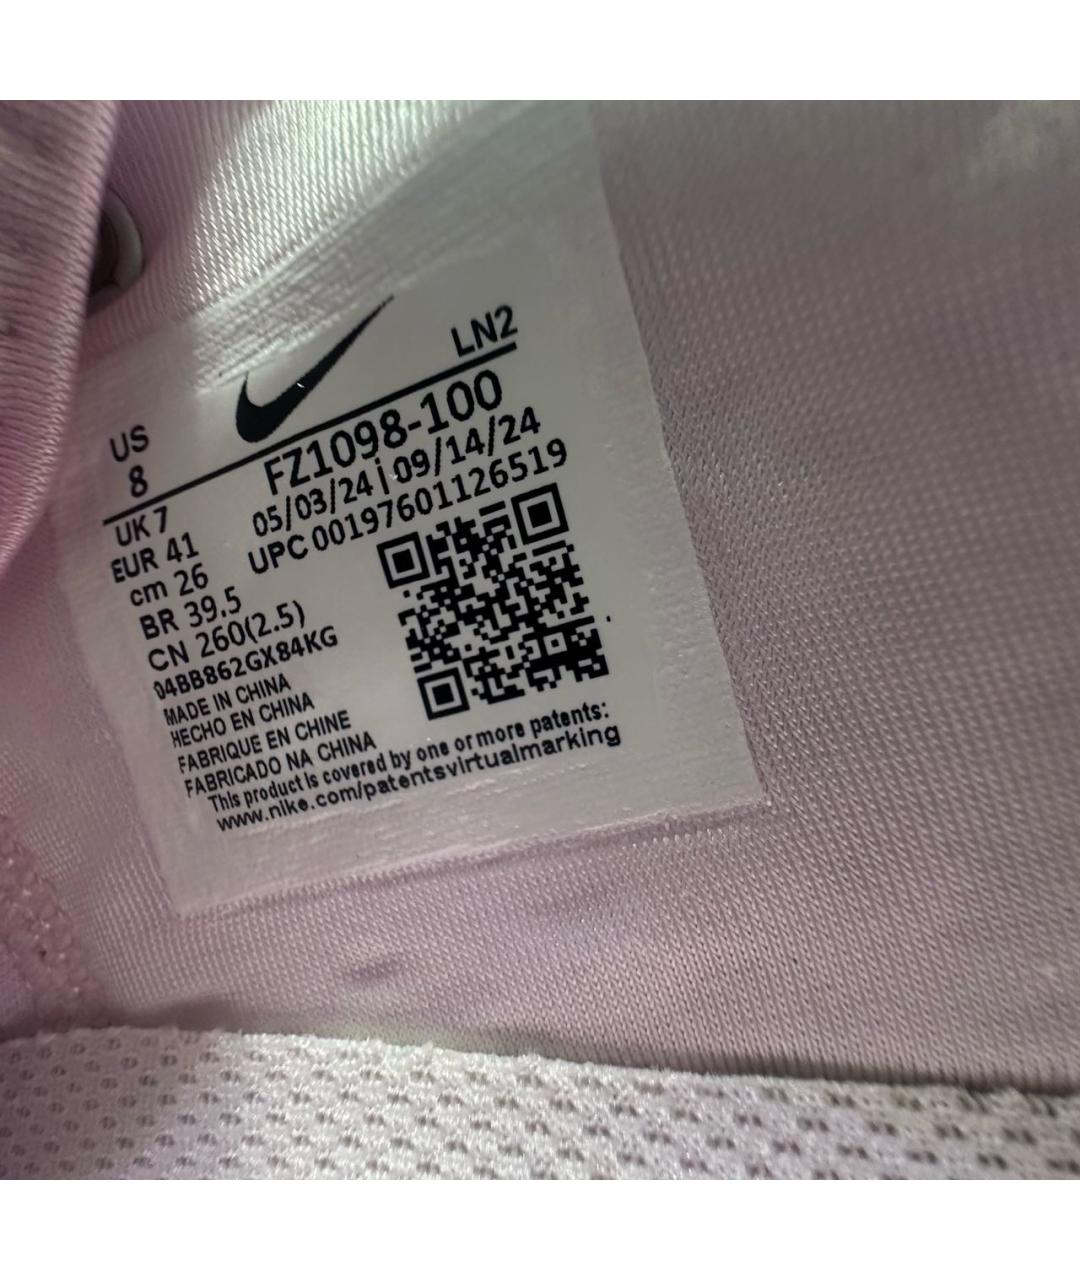 LN2
US
8
FZ1098-100
05/03/24|09/14/24
UPC 00197601126519
UK 7
EUR 41
cm 26
BR 39.5
CN 260(2.5)
04BB862GX84KG
MADE IN CHINA
HECHO EN CHINA
FABRIQUE EN CHINE
FABRICADO NA CHINA
This product is covered by one or more patents:
www.nike.com/patentsvirtualmarking